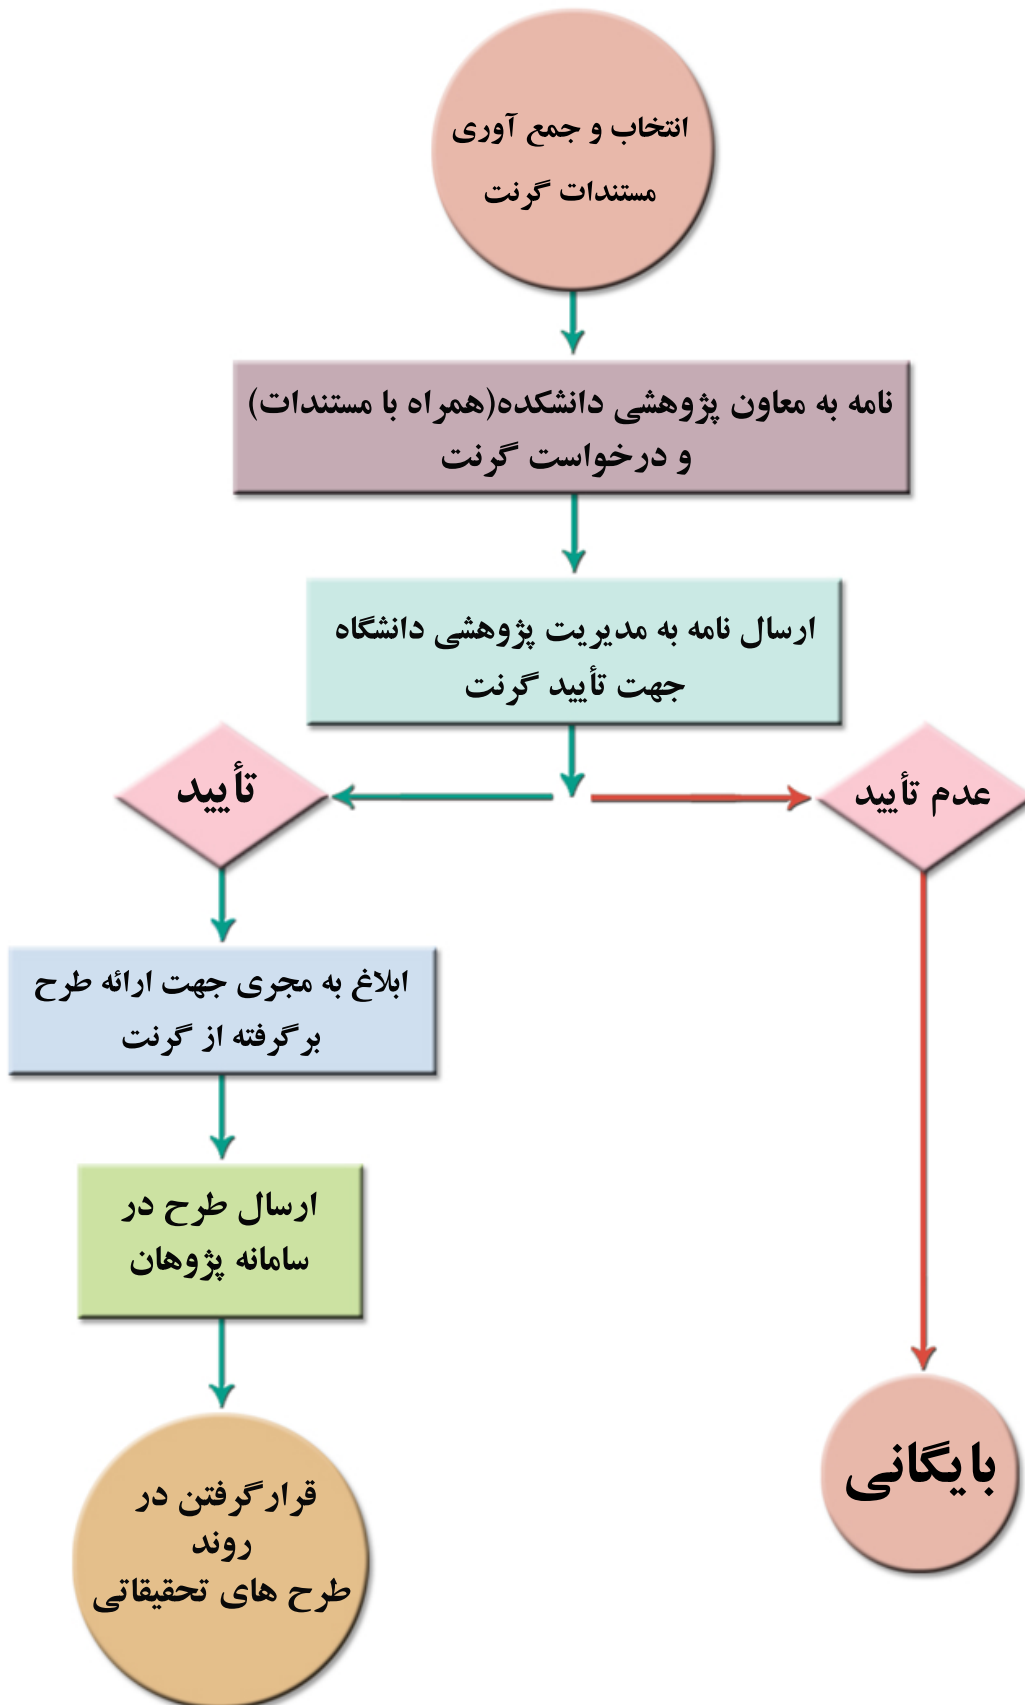 انتخاب و جمع آوری
مستندات گرنت
نامه به معاون پژوهشی دانشکده(همراه با مستندات)
و درخواست گرنت
ارسال نامه به مدیریت پژوهشی دانشگاه
جهت تأیید گرنت
عدم تأیید
تأیید
ابلاغ به مجری جهت ارائه طرح
برگرفته از گرنت
ارسال طرح در
سامانه پژوهان
بایگانی
قرارگرفتن در
روند
طرح های تحقیقاتی